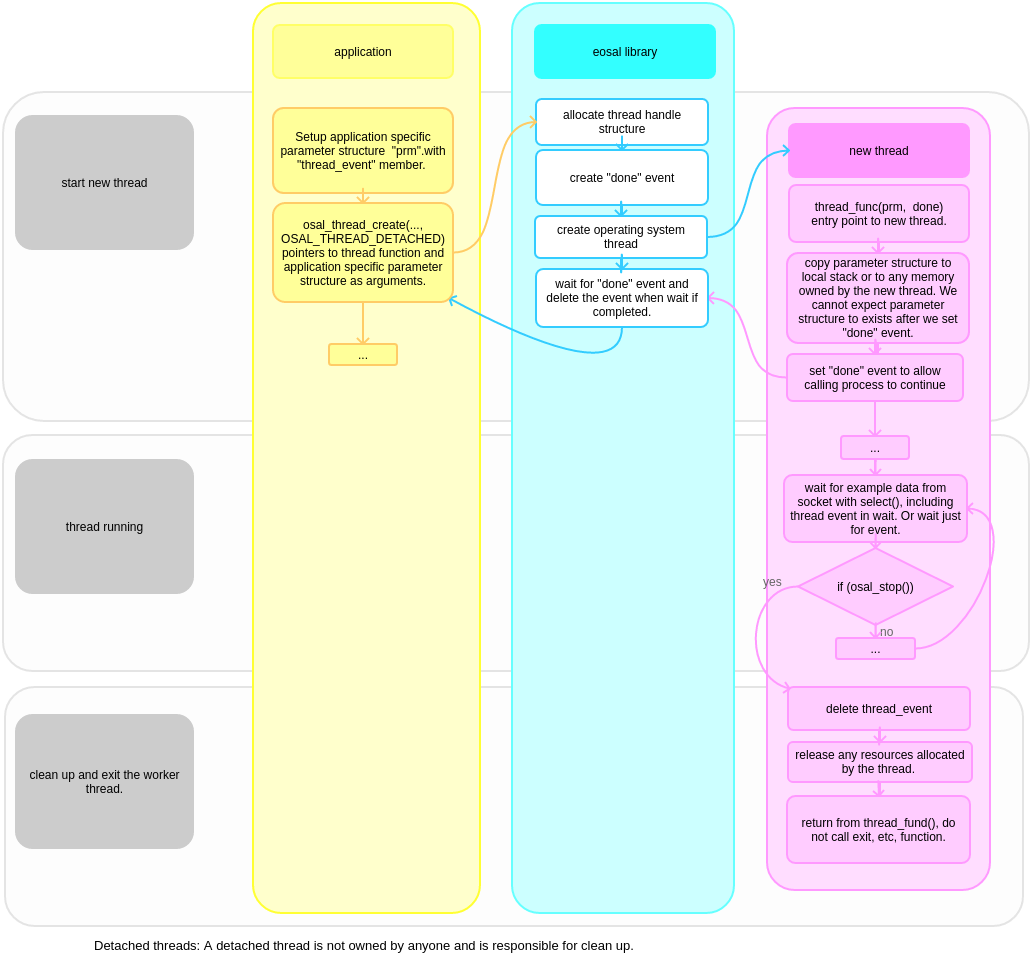 application
eosal library
start new thread
Setup application specific
parameter structure "prm".with
"thread_event" member.
osal_thread_create(...,
OSAL_THREAD_DETACHED)
pointers to thread function and
application specific parameter
structure as arguments.
...
allocate thread handle
structure
create "done" event
create operating system
thread
wait for "done" event and
delete the event when wait if
completed.
new thread
thread_func(prm, done)
entry point to new thread.
copy parameter structure to
local stack or to any memory
owned by the new thread. We
cannot expect parameter
structure to exists after we set
"done" event.
set "done" event to allow
calling process to continue
...
thread running
wait for example data from
socket with select(), including
thread event in wait. Or wait just
for event.
if (osal_stop())
yes
no
...
clean up and exit the worker
thread.
delete thread_event
release any resources allocated
by the thread.
return from thread_fund(), do
not call exit, etc, function.
Detached threads: A detached thread is not owned by anyone and is responsible for clean up.